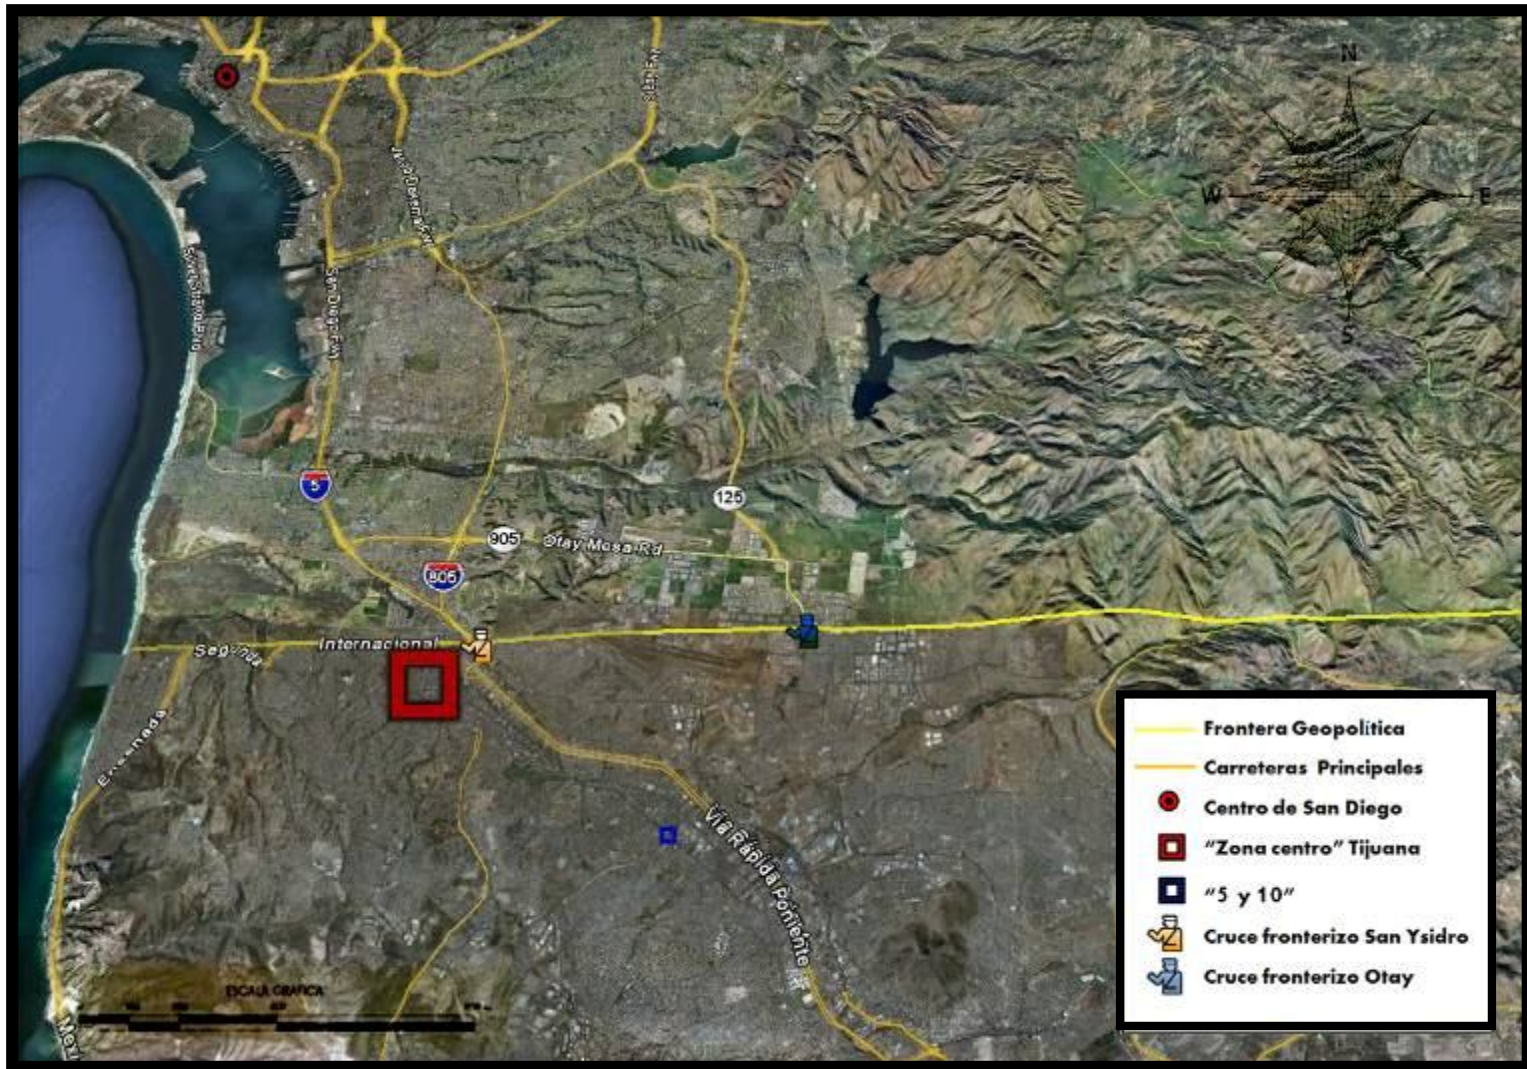 N
W
E
S
5
125
905
Otay Mesa Rd
805
Internacional
Segunda
Ensenada
San Diego Fwy
Vía Rápida Poniente
ESCALA GRAFICA
Frontera Geopolítica
Carreteras Principales
Centro de San Diego
“Zona centro” Tijuana
“5 y 10”
Cruce fronterizo San Ysidro
Cruce fronterizo Otay